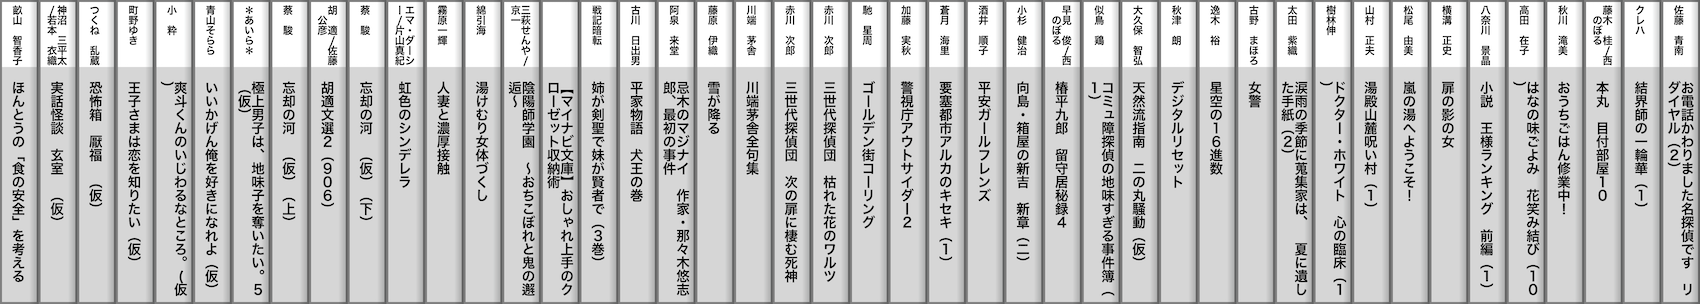 佐藤 青南
お電話かわりました名探偵です リ
ダイヤル(2)
クレハ
結界師の一輪華(1)
藤木 桂/西
のぼる
本丸 目付部屋10
秋川 滝美
おうちごはん修業中!
高田 在子
はなの味ごよみ 花笑み結び(10
)
八奈川 景晶
小説 王様ランキング 前編(1)
横溝 正史
扉の影の女
松尾 由美
嵐の湯へようこそ!
山村 正夫
湯殿山麓呪い村(1)
樹林伸
ドクター・ホワイト 心の臨床(1
)
太田 紫織
涙雨の季節に蒐集家は、 夏に遺し
た手紙(2)
古野 まほろ
女警
逸木 裕
星空の16進数
秋津 朗
デジタルリセット
大久保 智弘
天然流指南 二の丸騒動(仮)
似鳥 鶏
コミュ障探偵の地味すぎる事件簿(
1)
早見 俊/西
のぼる
椿平九郎 留守居秘録4
小杉 健治
向島・箱屋の新吉 新章(二)
酒井 順子
平安ガールフレンズ
蒼月 海里
要塞都市アルカのキセキ(1)
加藤 実秋
警視庁アウトサイダー2
馳 星周
ゴールデン街コーリング
赤川 次郎
三世代探偵団 枯れた花のワルツ
赤川 次郎
三世代探偵団 次の扉に棲む死神
川端 茅舎
川端茅舎全句集
藤原 伊織
雪が降る
阿泉 来堂
忌木のマジナイ 作家・那々木悠志
郎、最初の事件
古川 日出男
平家物語 犬王の巻
戦記暗転
姉が剣聖で妹が賢者で(3巻)
【マイナビ文庫】おしゃれ上手のク
ローゼット収納術
三萩せんや/
京一
陰陽師学園 ~おちこぼれと鬼の邂
逅~
綿引海
湯けむり女体づくし
霧原一輝
人妻と濃厚接触
エマ・ダーシ
ー/片山真紀
虹色のシンデレラ
蔡 駿
忘却の河 (仮)(下)
胡 適/佐藤
公彦
胡適文選2(906)
蔡 駿
忘却の河 (仮)(上)
*あいら*
極上男子は、地味子を奪いたい。5
(仮)
青山そらら
いいかげん俺を好きになれよ(仮)
小 粋
爽斗くんのいじわるなところ。(仮
)
町野ゆき
王子さまは恋を知りたい(仮)
つくね 乱蔵
恐怖箱 厭福 (仮)
神沼 三平太
/若本 衣織
実話怪談 玄室 (仮)
畝山 智香子
ほんとうの「食の安全」を考える